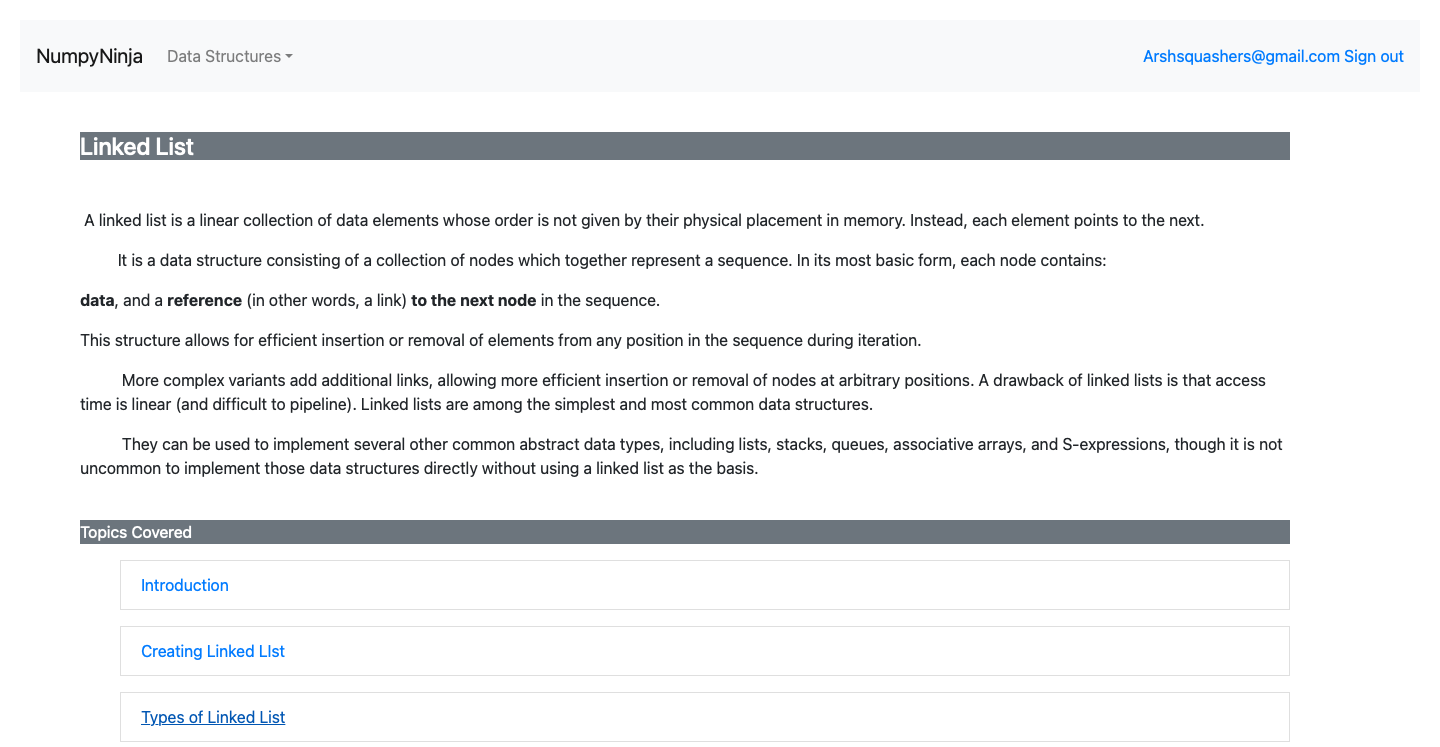 NumpyNinja Data Structures Arshsquashers@gmail.com Sign out
Linked List
A linked list is a linear collection of data elements whose order is not given by their physical placement in memory. Instead, each element points to the next.
It is a data structure consisting of a collection of nodes which together represent a sequence. In its most basic form, each node contains:
data, and a reference (in other words, a link) to the next node in the sequence.
This structure allows for efficient insertion or removal of elements from any position in the sequence during iteration.
More complex variants add additional links, allowing more efficient insertion or removal of nodes at arbitrary positions. A drawback of linked lists is that access
time is linear (and difficult to pipeline). Linked lists are among the simplest and most common data structures.
They can be used to implement several other common abstract data types, including lists, stacks, queues, associative arrays, and S-expressions, though it is not
uncommon to implement those data structures directly without using a linked list as the basis.
Topics Covered
Introduction
Creating Linked LIst
Types of Linked List